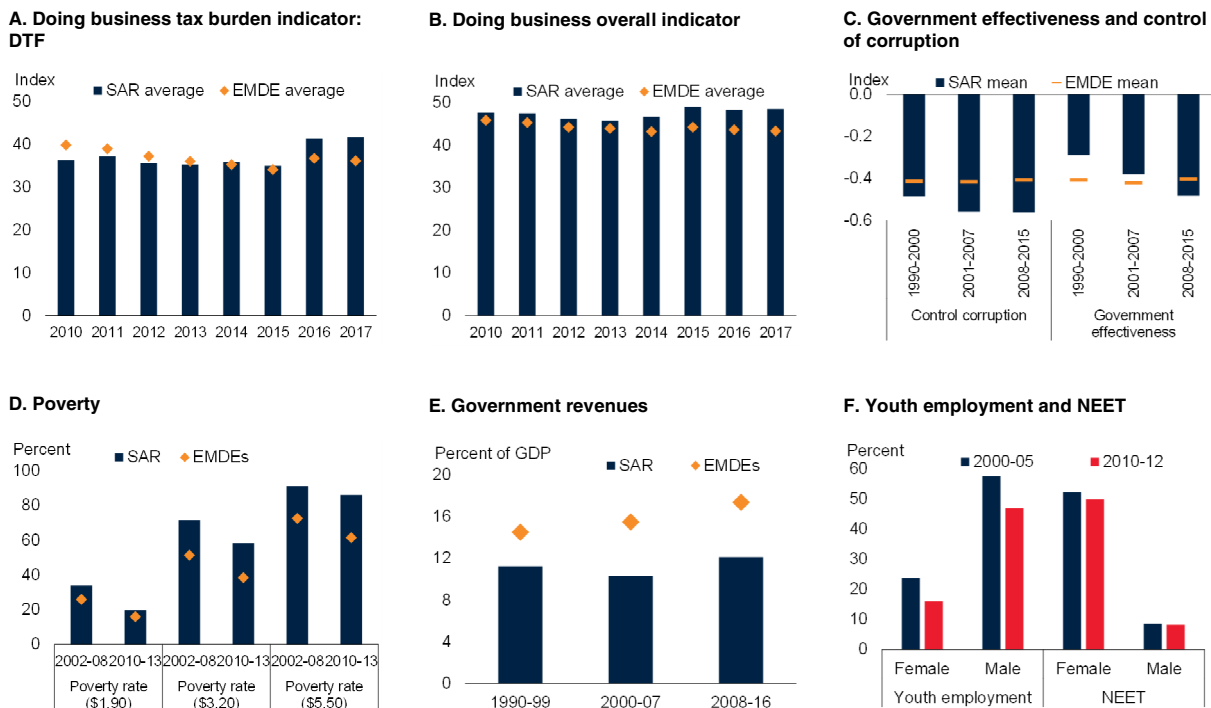 A. Doing business tax burden indicator:
DTF
Index
SAR average EMDE average
50
40
30
20
10
0
2010 2011 2012 2013 2014 2015 2016 2017
B. Doing business overall indicator
Index
SAR average EMDE average
50
40
30
20
10
0
2010 2011 2012 2013 2014 2015 2016 2017
C. Government effectiveness and control
of corruption
Index
SAR mean EMDE mean
0.0
-0.2
-0.4
-0.6
1990-2000
2001-2007
2008-2015
1990-2000
2001-2007
2008-2015
Control corruption
Government
effectiveness
D. Poverty
Percent
SAR EMDEs
100
80
60
40
20
0
2002-08 2010-13 2002-08 2010-13 2002-08 2010-13
Poverty rate
($1.90)
Poverty rate
($3.20)
Poverty rate
($5.50)
E. Government revenues
Percent of GDP
SAR EMDEs
20
16
12
8
4
0
1990-99 2000-07 2008-16
F. Youth employment and NEET
Percent
2000-05 2010-12
60
50
40
30
20
10
0
Female Male Female Male
Youth employment NEET